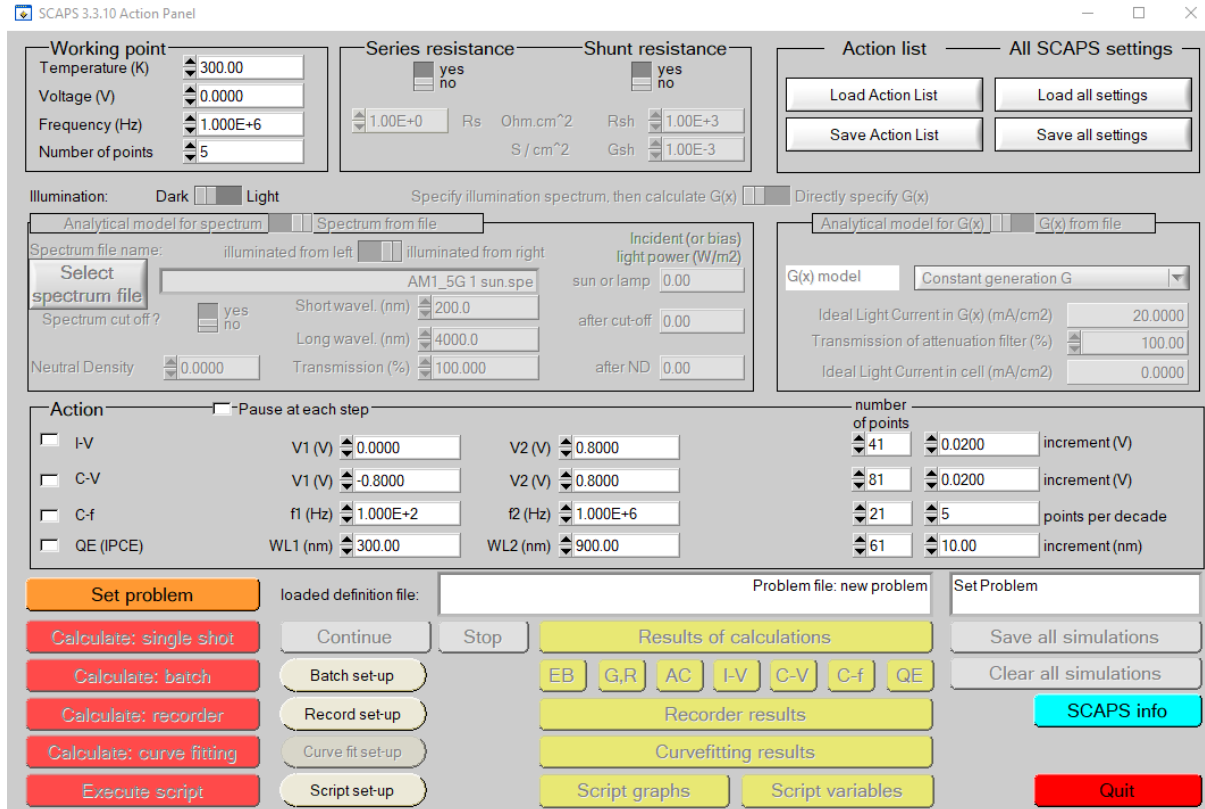 SCAPS 3.3.10 Action Panel
Working point
Temperature (K) 300.00
Voltage (V) 0.0000
Frequency (Hz) 1.000E+6
Number of points 5
Series resistance Shunt resistance
yes yes
no no
1.00E+0 Rs Ohm.cm^2 Rsh 1.00E+3
S / cm^2 Gsh 1.00E-3
Action list All SCAPS settings
Load Action List Load all settings
Save Action List Save all settings
Illumination: Dark Light Specify illumination spectrum, then calculate G(x) Directly specify G(x)
Analytical model for spectrum Spectrum from file
Spectrum file name: illuminated from left illuminated from right
Incident (or bias)
light power (W/m2)
Select
spectrum file
AM1_5G 1 sun.spe sun or lamp 0.00
Spectrum cut off? yes
no
Short wavel. (nm) 200.0
Long wavel. (nm) 4000.0 after cut-off 0.00
Neutral Density 0.0000 Transmission (%) 100.000 after ND 0.00
Analytical model for G(x) G(x) from file
G(x) model Constant generation G
Ideal Light Current in G(x) (mA/cm2) 20.0000
Transmission of attenuation filter (%) 100.00
Ideal Light Current in cell (mA/cm2) 0.0000
Action Pause at each step number
of points
I-V V1 (V) 0.0000 V2 (V) 0.8000 41 0.0200 increment (V)
C-V V1 (V) -0.8000 V2 (V) 0.8000 81 0.0200 increment (V)
C-f f1 (Hz) 1.000E+2 f2 (Hz) 1.000E+6 21 5 points per decade
QE (IPCE) WL1 (nm) 300.00 WL2 (nm) 900.00 61 10.00 increment (nm)
Set problem loaded definition file: Problem file: new problem Set Problem
Calculate: single shot Continue Stop Results of calculations Save all simulations
Calculate: batch Batch set-up EB G,R AC I-V C-V C-f QE Clear all simulations
Calculate: recorder Record set-up Recorder results SCAPS info
Calculate: curve fitting Curve fit set-up Curvefitting results
Execute script Script set-up Script graphs Script variables Quit